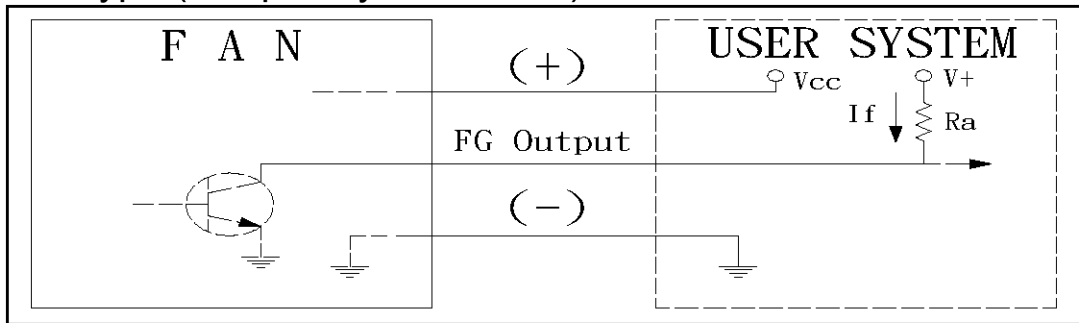 F A N
USER SYSTEM
(+)
Vcc
V+
If
Ra
FG Output
(-)